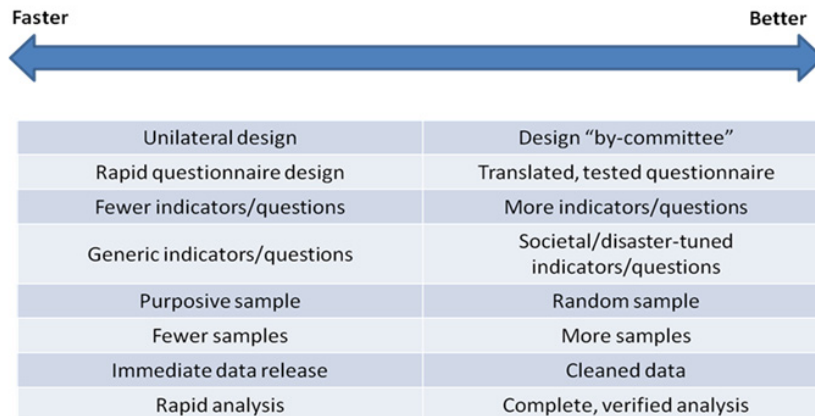 Faster Better
Unilateral design Design “by-committee”
Rapid questionnaire design Translated, tested questionnaire
Fewer indicators/questions More indicators/questions
Generic indicators/questions Societal/disaster-tuned
indicators/questions
Purposive sample Random sample
Fewer samples More samples
Immediate data release Cleaned data
Rapid analysis Complete, verified analysis